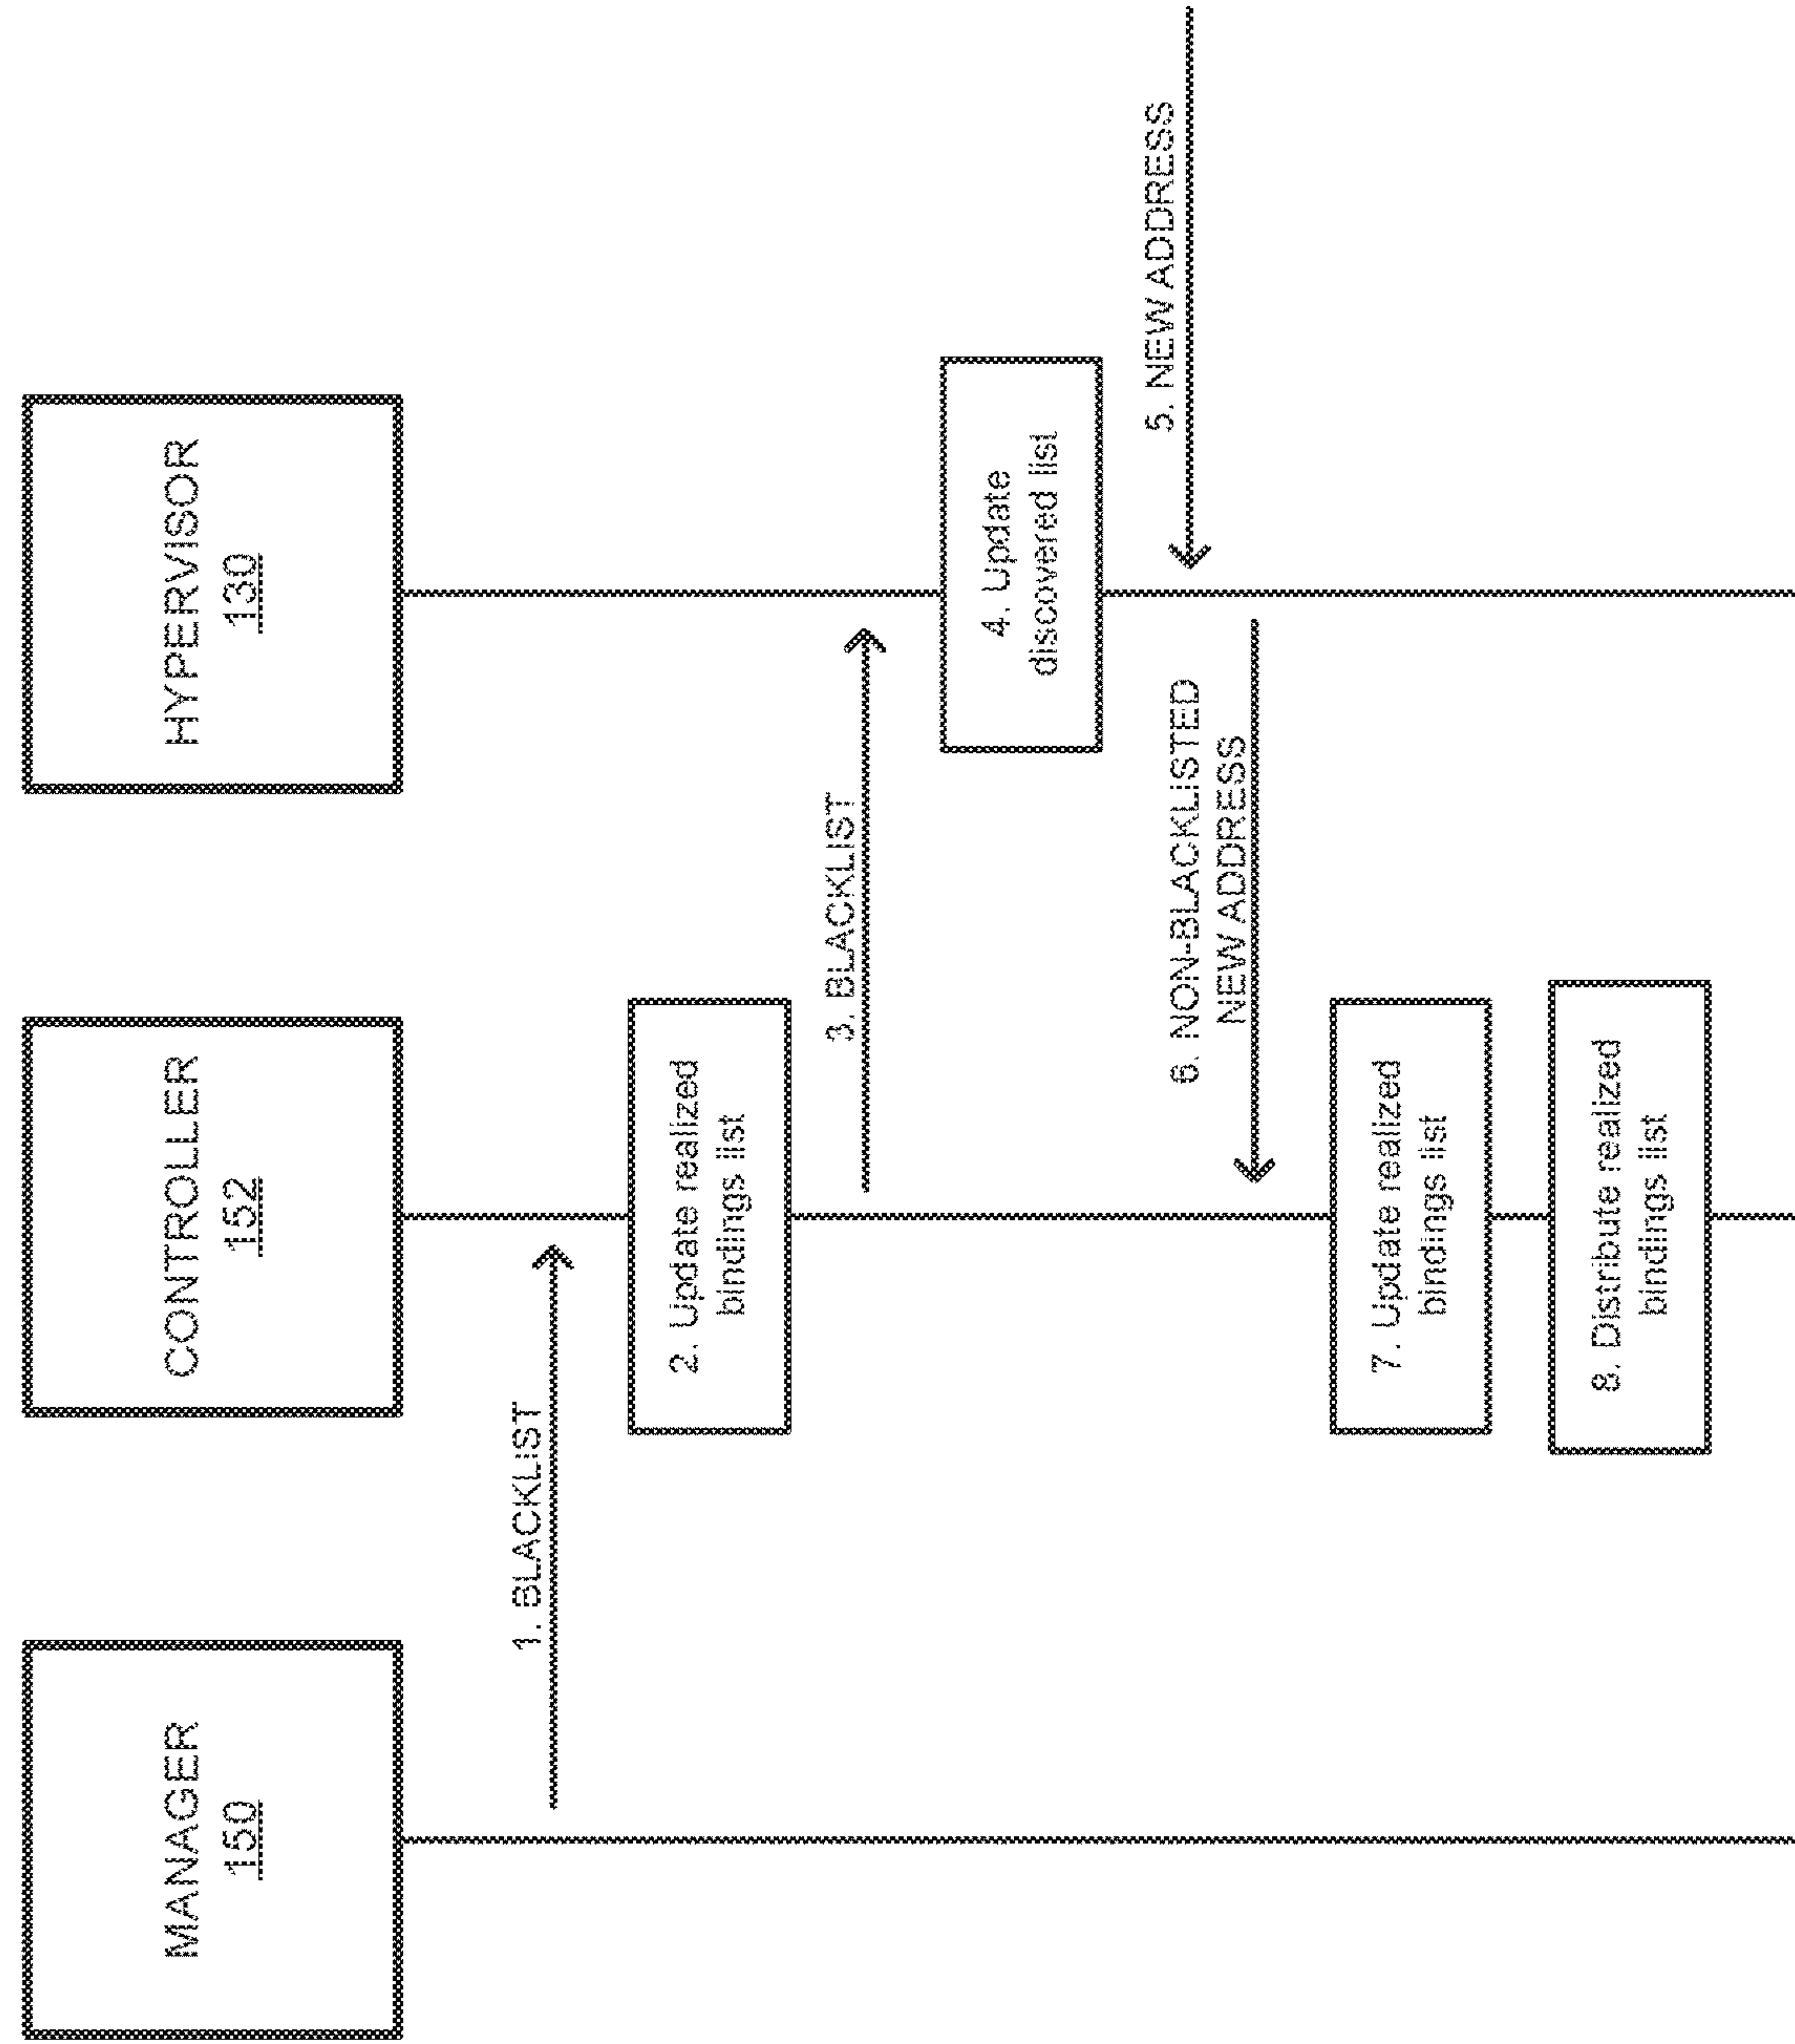 MANAGER
150
CONTROLLER
152
HYPERVISOR
130
1. BLACKLIST
2. Update realized
bindings list
3. BLACKLIST
4. Update
discovered list
5. NEW ADDRESS
6. NON-BLACKLISTED
NEW ADDRESS
7. Update realized
bindings list
8. Distribute realized
bindings list